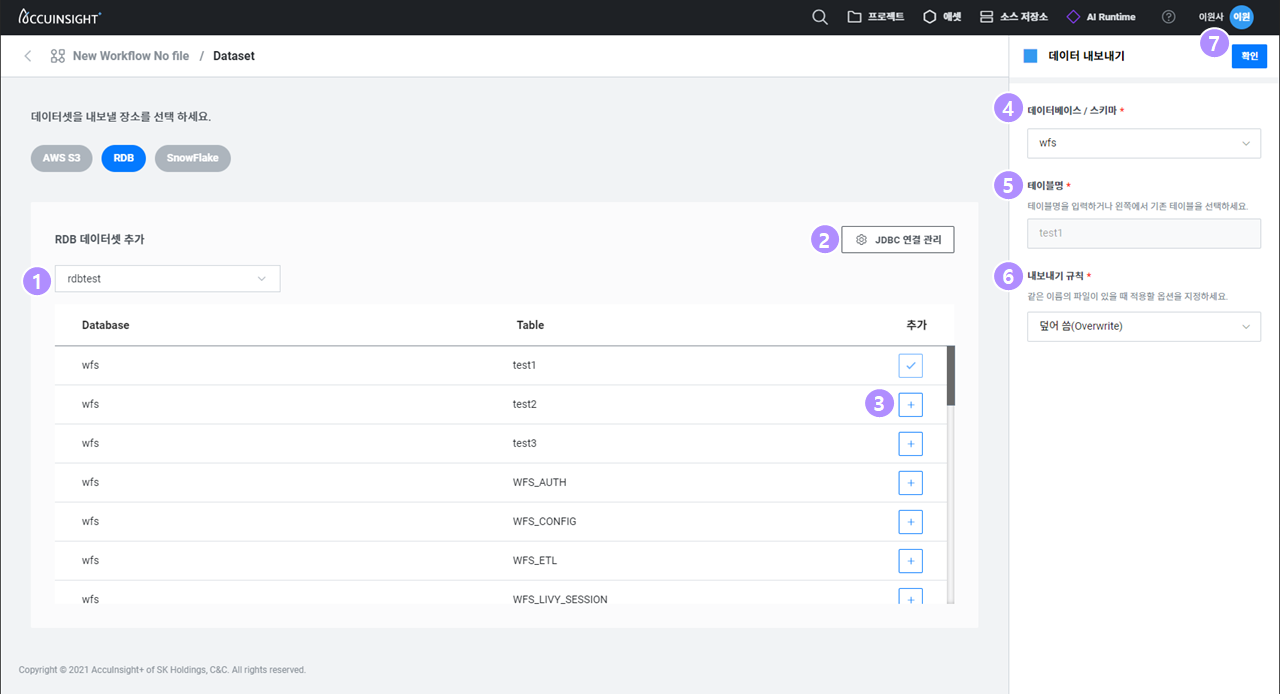 ACCUINSIGHT+
프로젝트
애셋
소스 저장소
AI Runtime
?
이원사
이원
New Workflow No file / Dataset
7
데이터 내보내기
확인
데이터셋을 내보낼 장소를 선택 하세요.
AWS S3
RDB
SnowFlake
RDB 데이터셋 추가
2
JDBC 연결 관리
1
rdbtest
Database
Table
추가
wfs
test1
wfs
test2
3
+
wfs
test3
+
wfs
WFS_AUTH
+
wfs
WFS_CONFIG
+
wfs
WFS_ETL
+
wfs
WFS_LIVY_SESSION
+
4
데이터베이스 / 스키마 *
wfs
5
테이블명 *
테이블명을 입력하거나 왼쪽에서 기존 테이블을 선택하세요.
test1
6
내보내기 규칙 *
같은 이름의 파일이 있을 때 적용할 옵션을 지정하세요.
덮어 씀(Overwrite)
Copyright © 2021 AccuInsight+ of SK Holdings, C&C. All rights reserved.